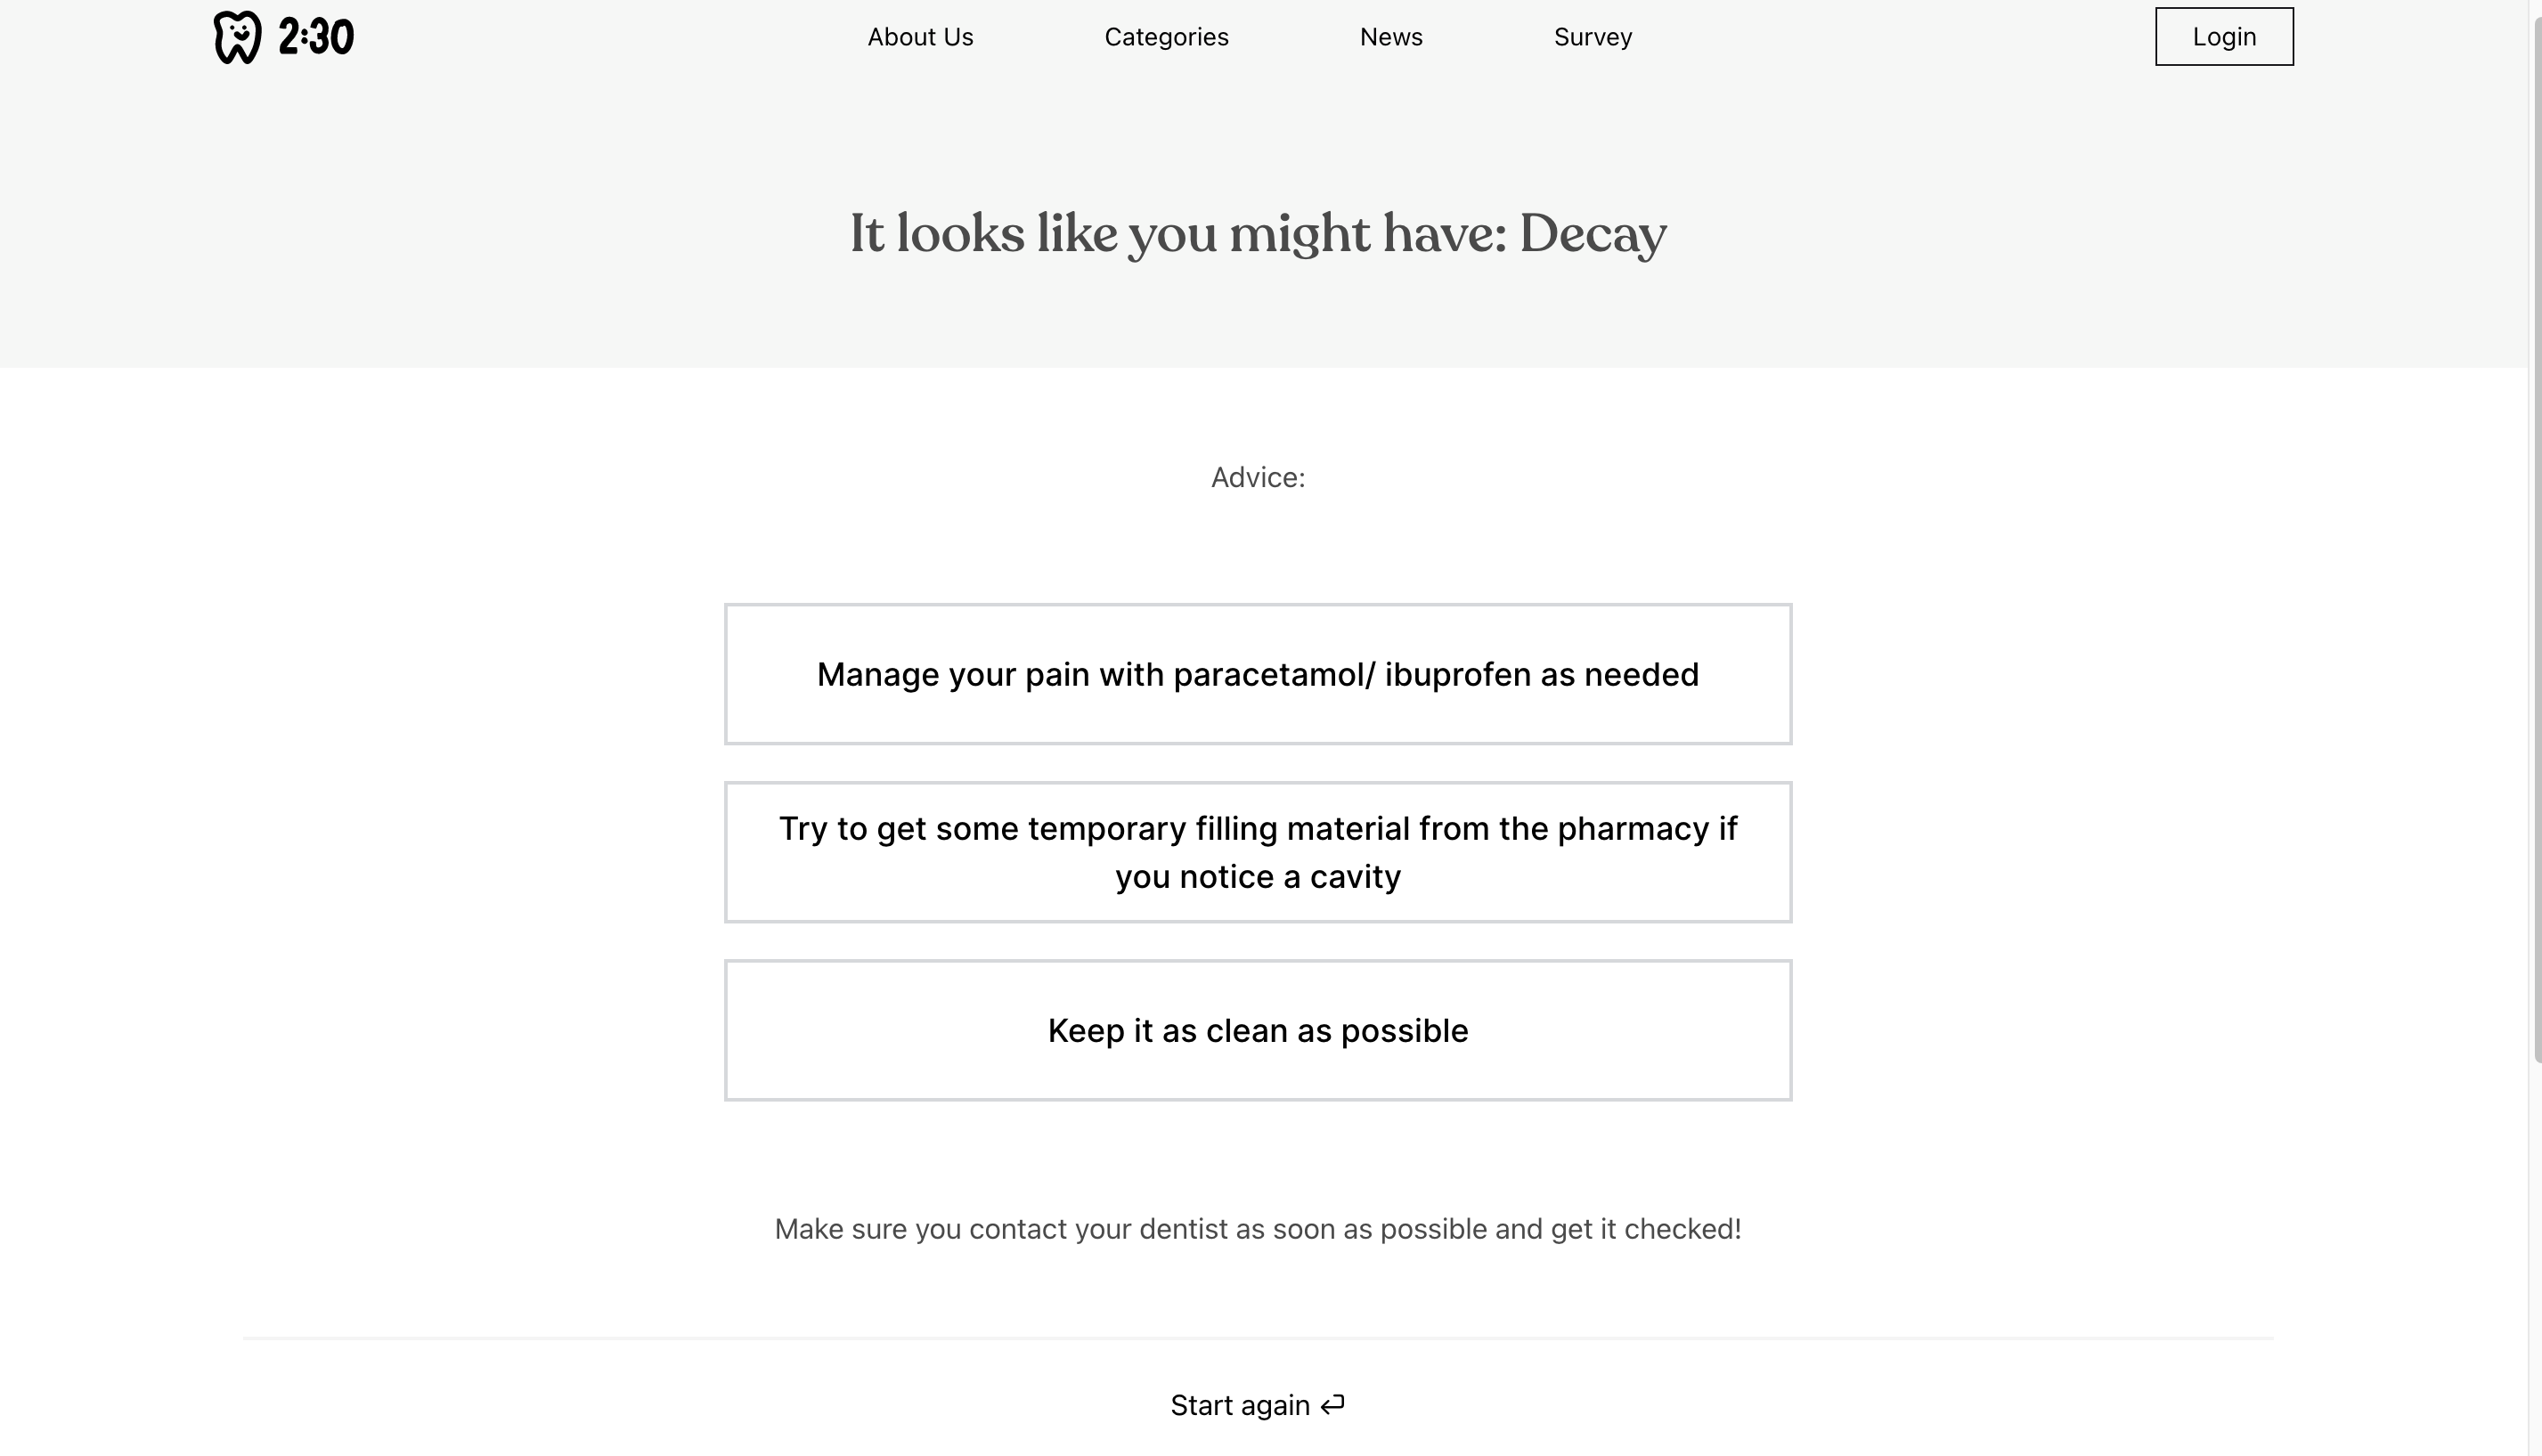 2:30
About Us
Categories
News
Survey
Login
It looks like you might have: Decay
Advice:
Manage your pain with paracetamol/ ibuprofen as needed
Try to get some temporary filling material from the pharmacy if
you notice a cavity
Keep it as clean as possible
Make sure you contact your dentist as soon as possible and get it checked!
Start again